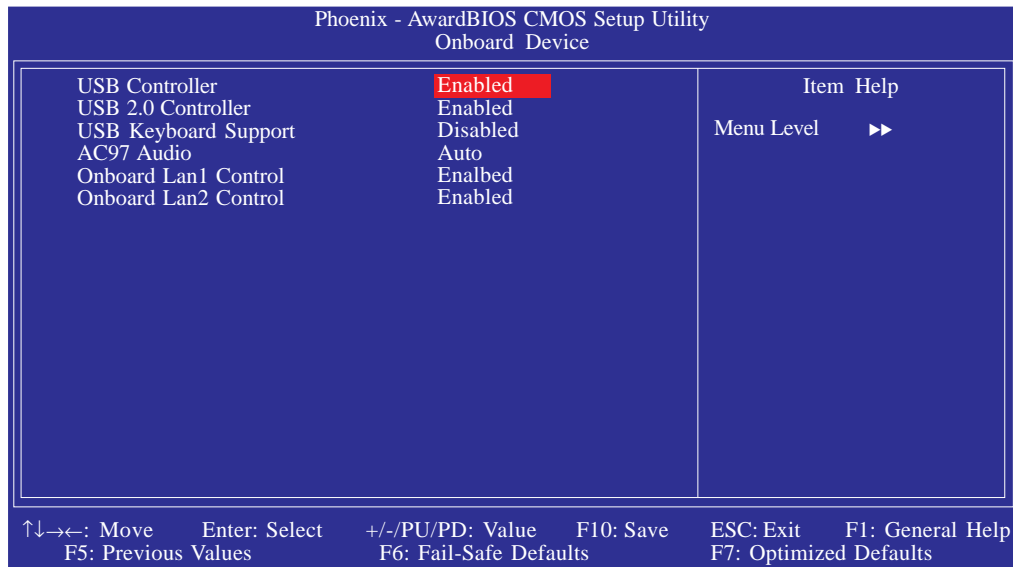 Phoenix - AwardBIOS CMOS Setup Utility
Onboard Device
USB Controller Enabled
USB 2.0 Controller Enabled
USB Keyboard Support Disabled
AC97 Audio Auto
Onboard Lan1 Control Enalbed
Onboard Lan2 Control Enabled
Item Help
Menu Level ▸▸
↑↓→←: Move Enter: Select +/-/PU/PD: Value F10: Save ESC: Exit F1: General Help
F5: Previous Values F6: Fail-Safe Defaults F7: Optimized Defaults